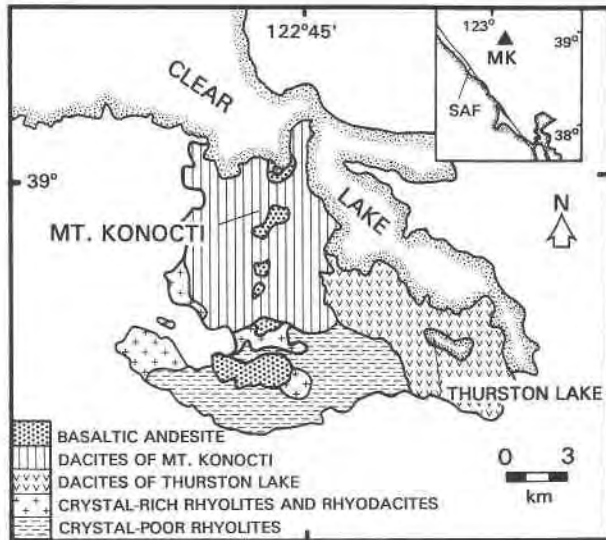 122°45'
123°
39°
MK
SAF
38°
CLEAR
39°
LAKE
N
MT. KONOCTI
THURSTON LAKE
BASALTIC ANDESITE
DACITES OF MT. KONOCTI
DACITES OF THURSTON LAKE
CRYSTAL-RICH RHYOLITES AND RHYODACITES
CRYSTAL-POOR RHYOLITES
0 3
km